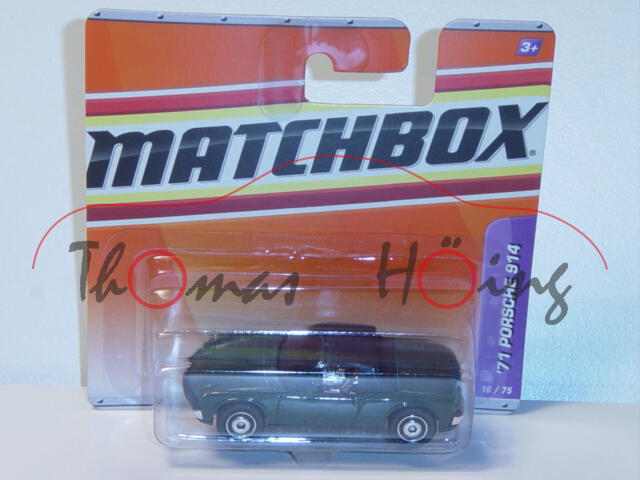 3+
MATCHBOX®
Thomas Höing
'71 PORSCHE 914
16 / 75